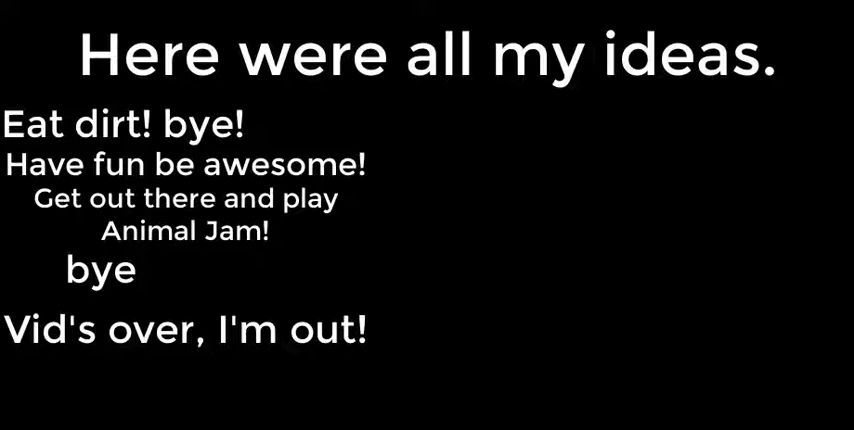 Here were all my ideas.
Eat dirt! bye!
Have fun be awesome!
Get out there and play
Animal Jam!
bye
Vid's over, I'm out!